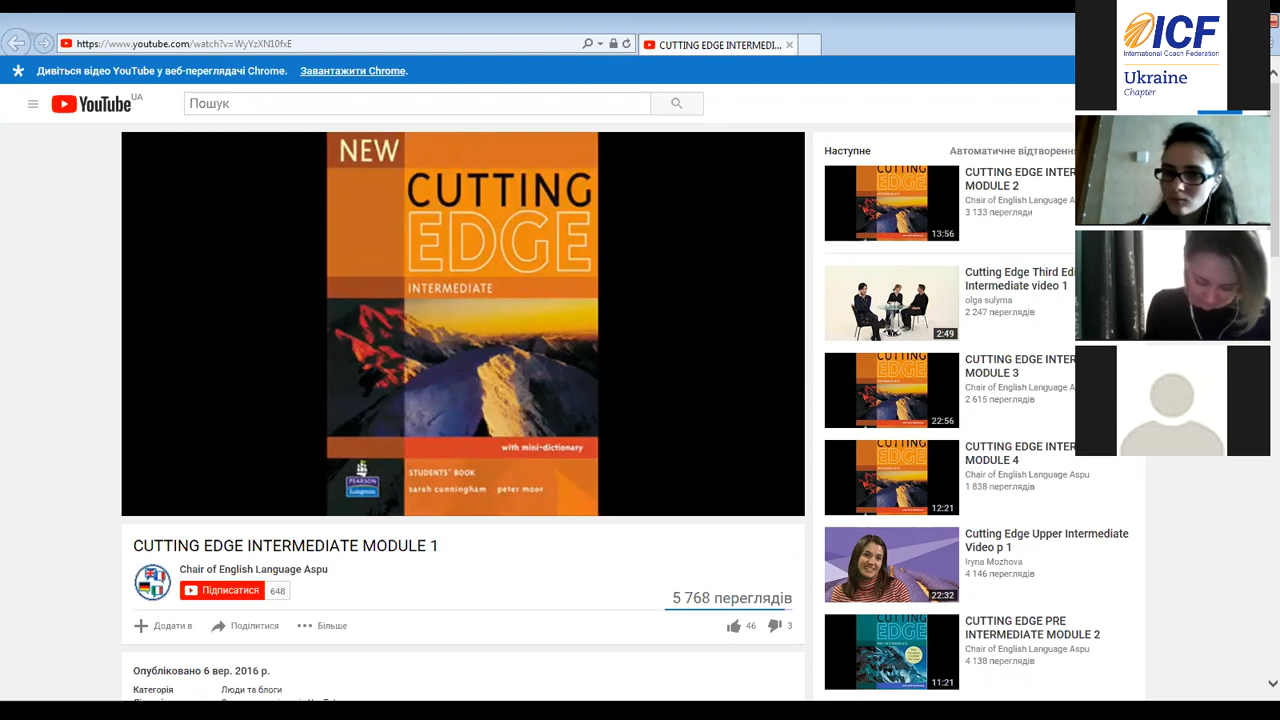 https://www.youtube.com/watch?v=WyYzXN10fxE
CUTTING EDGE INTERMEDI...
Дивіться відео YouTube у веб-переглядачі Chrome. Завантажити Chrome.
YouTube UA
Пошук
NEW
CUTTING
EDGE
INTERMEDIATE
with mini-dictionary
STUDENTS' BOOK
sarah cunningham peter moor
PEARSON
Longman
CUTTING EDGE INTERMEDIATE MODULE 1
Chair of English Language Aspu
Підписатися 648
5 768 переглядів
Додати в Поділитися Більше
46 3
Опубліковано 6 вер. 2016 р.
Категорія Люди та блоги
Наступне Автоматичне відтворення
CUTTING EDGE INTER
MODULE 2
Chair of English Language A
3 133 перегляди
13:56
Cutting Edge Third Edi
Intermediate video 1
olga sulyma
2 247 переглядів
2:49
CUTTING EDGE INTER
MODULE 3
Chair of English Language A
2 615 переглядів
22:56
CUTTING EDGE INTER
MODULE 4
Chair of English Language Aspu
1 838 переглядів
12:21
Cutting Edge Upper Intermediate
Video p 1
Iryna Mozhova
4 146 переглядів
22:32
CUTTING EDGE PRE
INTERMEDIATE MODULE 2
Chair of English Language Aspu
4 138 переглядів
11:21
ICF
International Coach Federation
Ukraine
Chapter